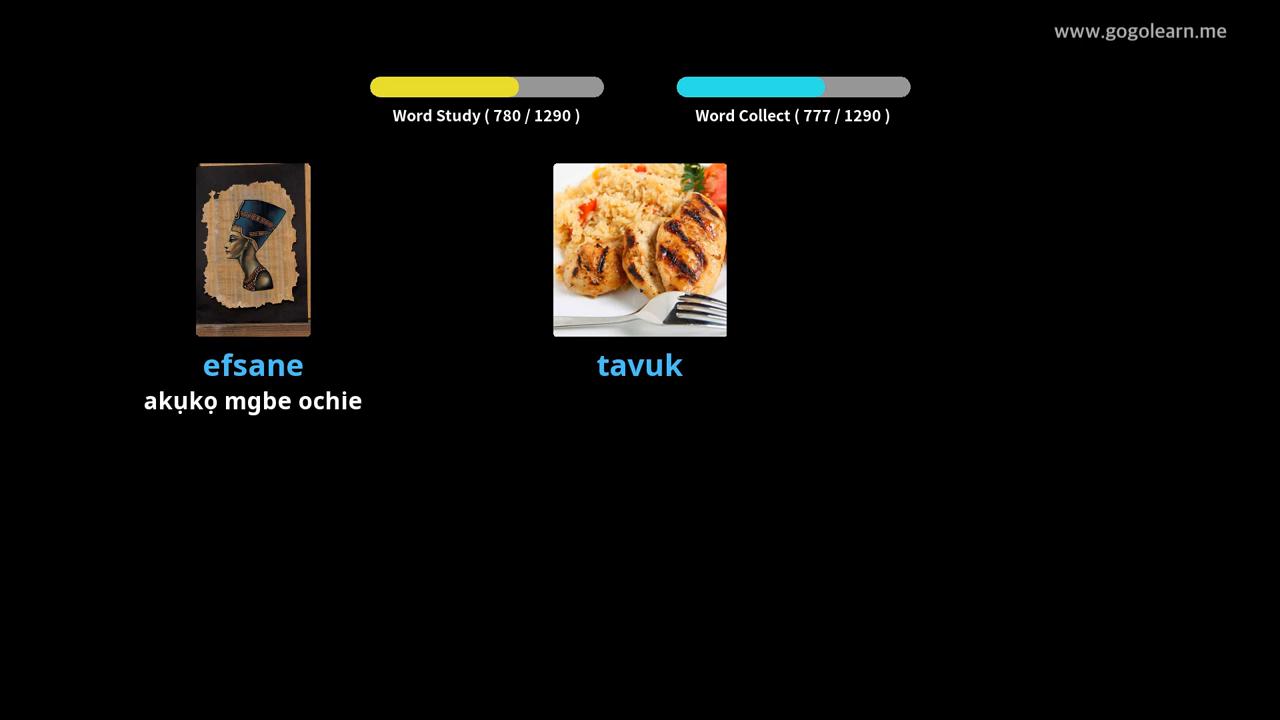 www.gogolearn.me
Word Study ( 780 / 1290 )
Word Collect ( 777 / 1290 )
efsane
akụkọ mgbe ochie
tavuk